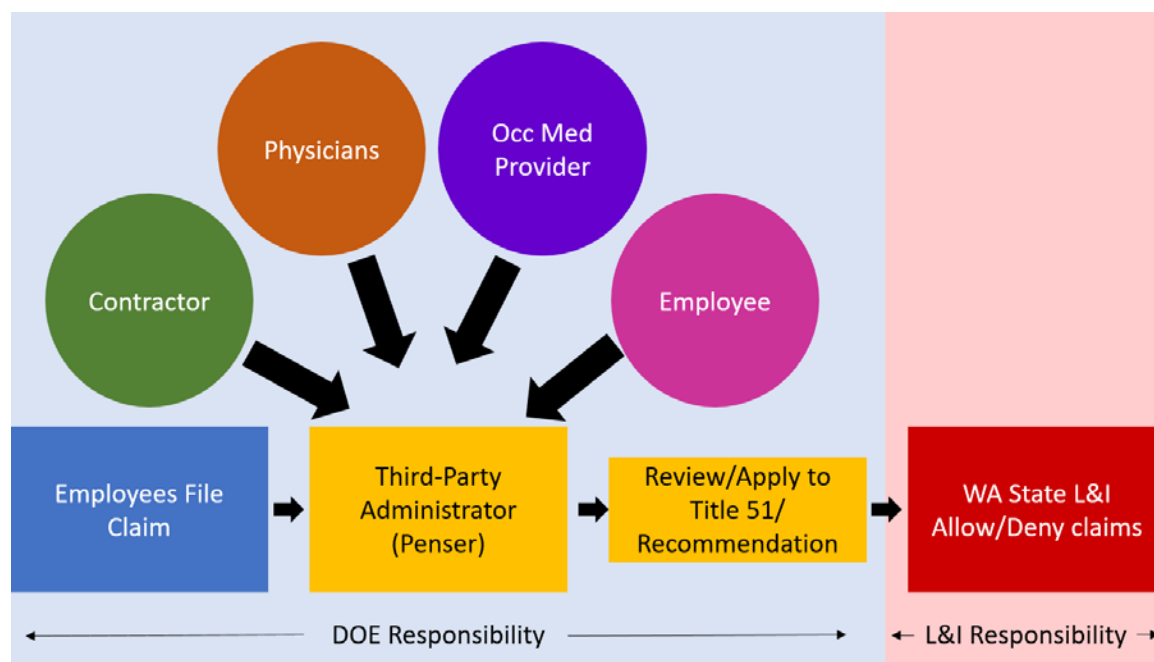 Physicians
Occ Med
Provider
Contractor
Employee
Employees File
Claim
Third-Party
Administrator
(Penser)
Review/Apply to
Title 51/
Recommendation
WA State L&I
Allow/Deny claims
DOE Responsibility
L&I Responsibility